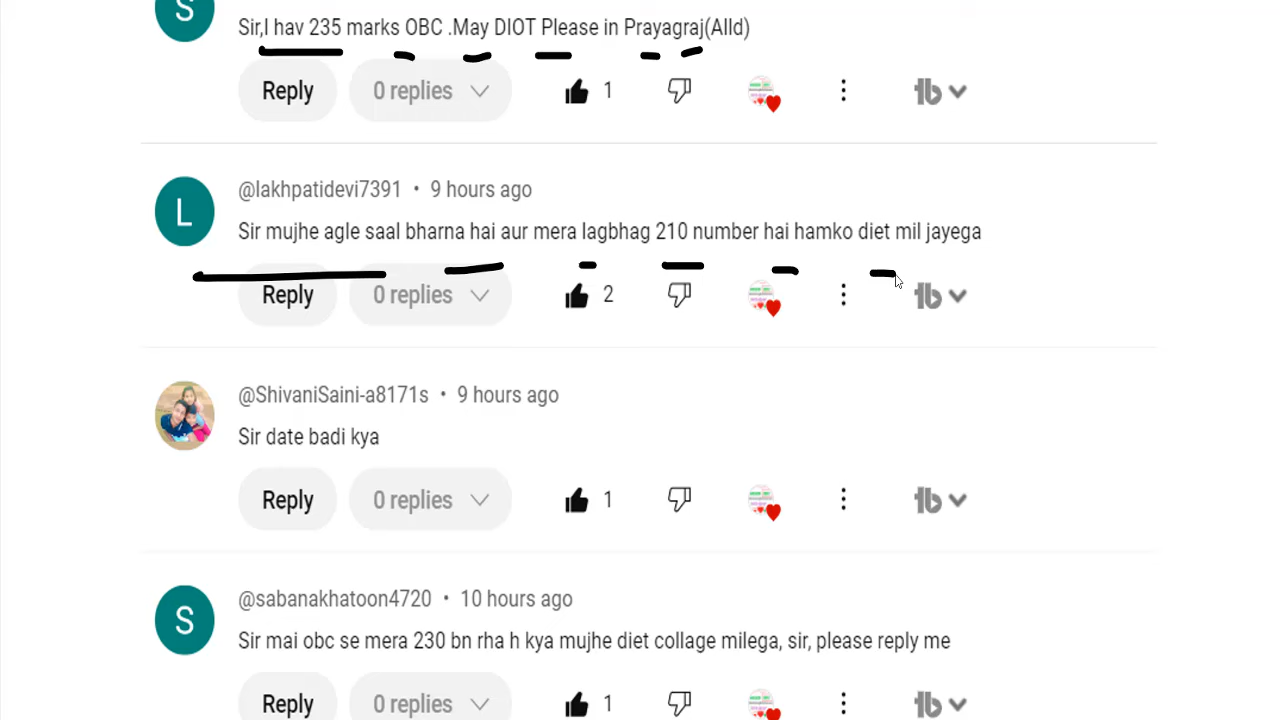 S
Sir,I hav 235 marks OBC .May DIOT Please in Prayagraj(Alld)
Reply 0 replies 1
L @lakhpatidevi7391 • 9 hours ago
Sir mujhe agle saal bharna hai aur mera lagbhag 210 number hai hamko diet mil jayega
Reply 0 replies 2
@ShivaniSaini-a8171s • 9 hours ago
Sir date badi kya
Reply 0 replies 1
S @sabanakhatoon4720 • 10 hours ago
Sir mai obc se mera 230 bn rha h kya mujhe diet collage milega, sir, please reply me
Reply 0 replies 1